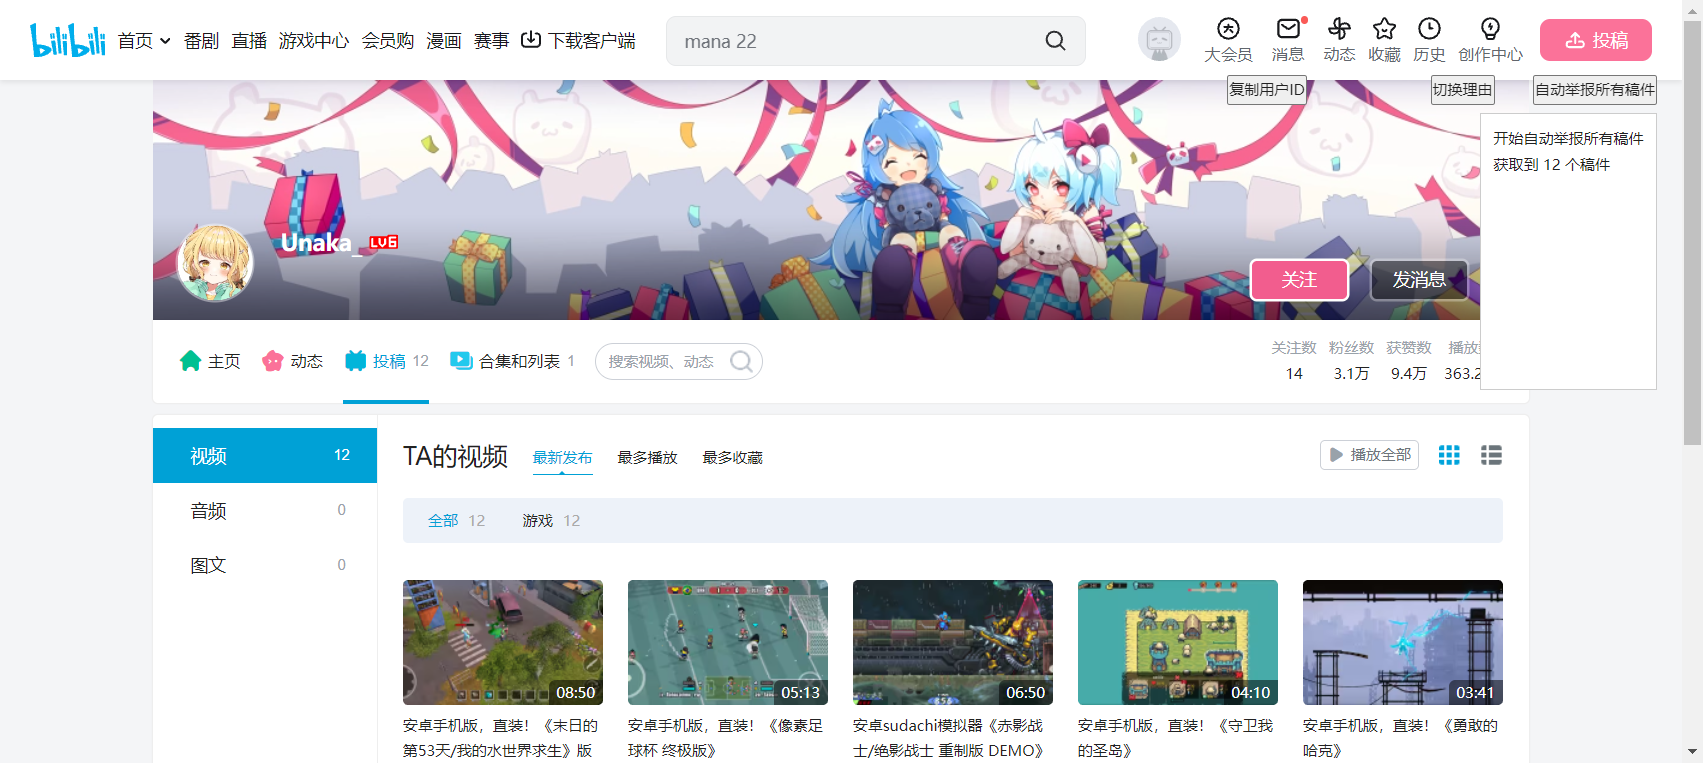 bilibili 首页 番剧 直播 游戏中心 会员购 漫画 赛事 下载客户端
mana 22
大会员 消息 动态 收藏 历史 创作中心 投稿
复制用户ID 切换理由 自动举报所有稿件
开始自动举报所有稿件
获取到 12 个稿件
Unaka_ LV6
关注 发消息
主页 动态 投稿 12 合集和列表 1 搜索视频、动态
关注数 粉丝数 获赞数 播放
14 3.1万 9.4万 363.2
视频 12
音频 0
图文 0
TA的视频 最新发布 最多播放 最多收藏 播放全部
全部 12 游戏 12
08:50
安卓手机版，直装！《末日的
第53天/我的水世界求生》版
05:13
安卓手机版，直装！《像素足
球杯 终极版》
06:50
安卓sudachi模拟器《赤影战
士/绝影战士 重制版 DEMO》
04:10
安卓手机版，直装！《守卫我
的圣岛》
03:41
安卓手机版，直装！《勇敢的
哈克》